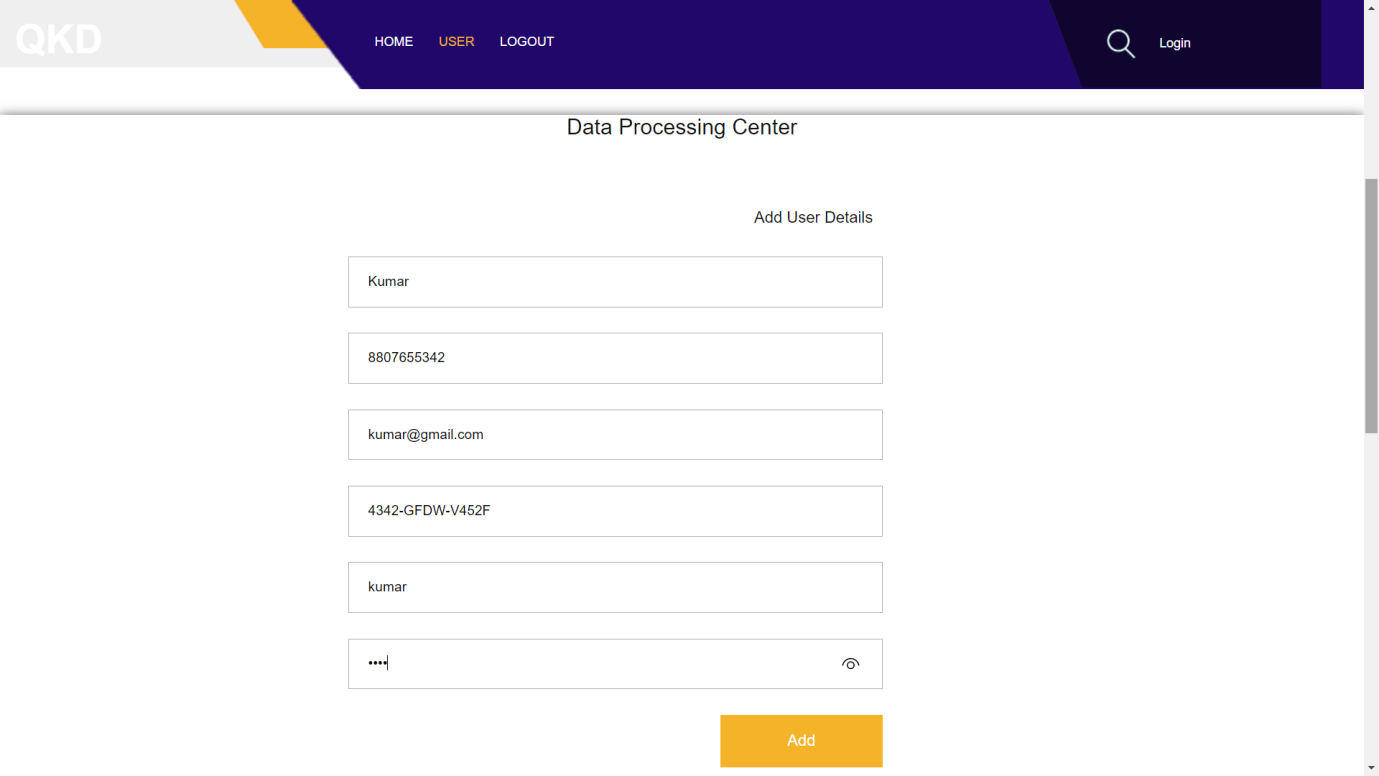 QKD
HOME USER LOGOUT
Login
Data Processing Center
Add User Details
Kumar
8807655342
kumar@gmail.com
4342-GFDW-V452F
kumar
••••
Add